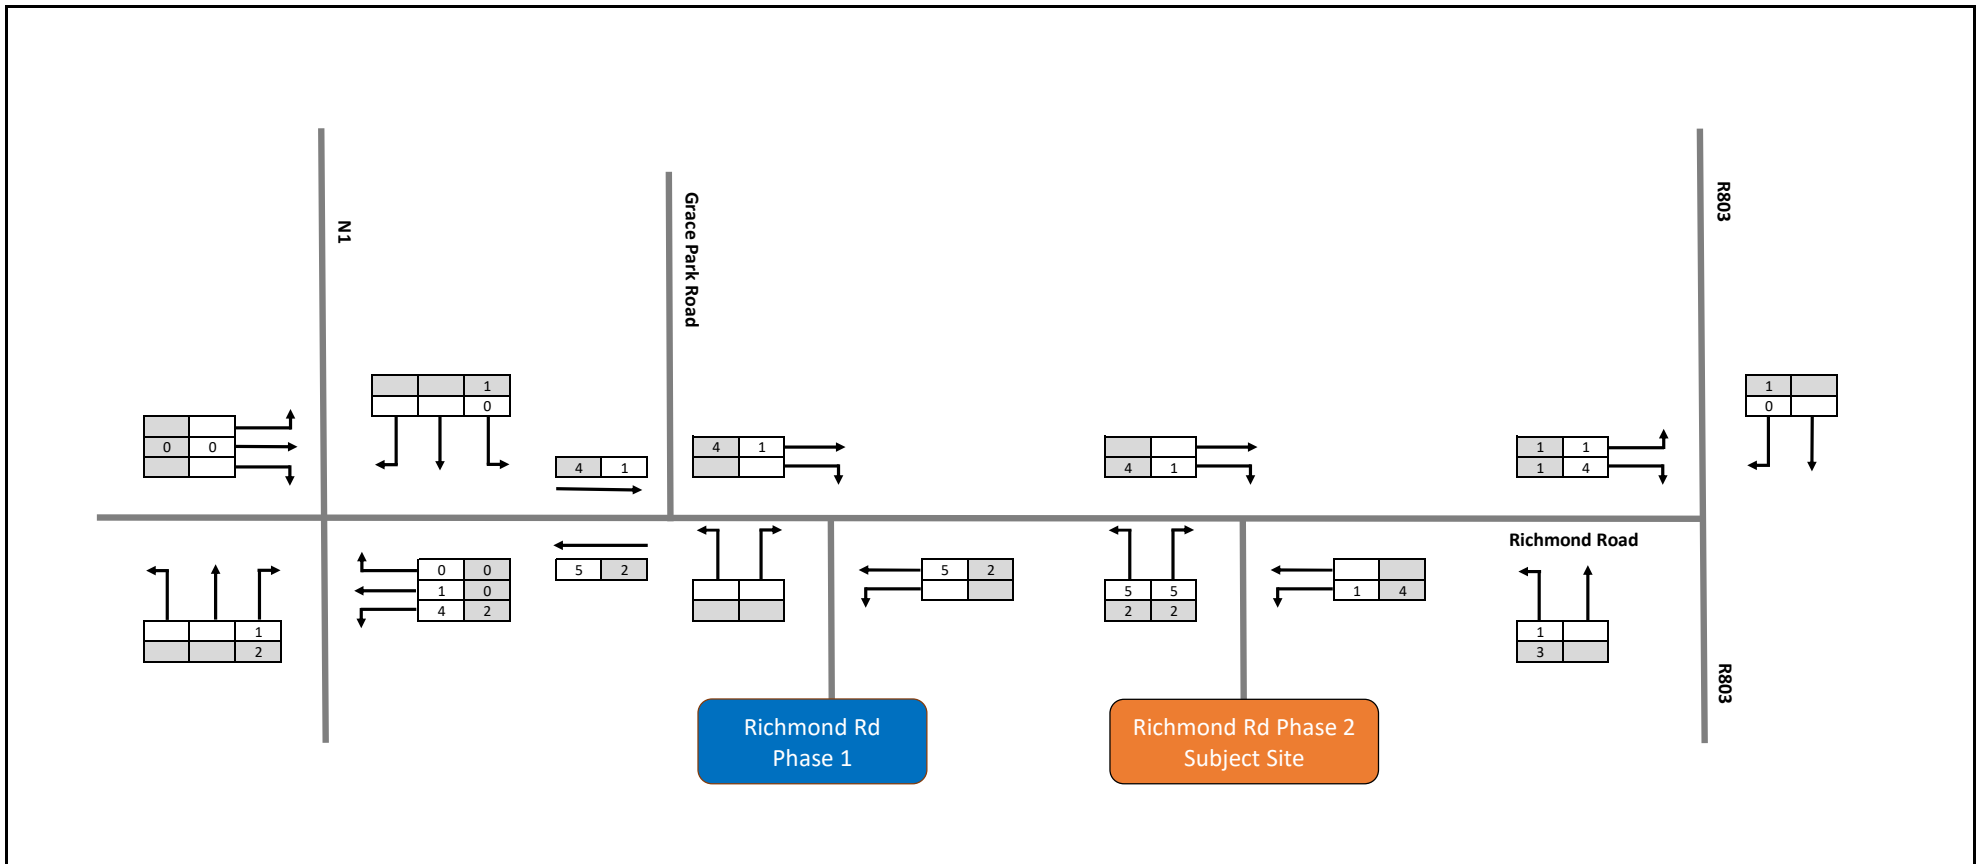 R803
Grace Park Road
N1
1
0
1
0
0 0
4 1
4 1
4 1
1 1
1 4
Richmond Road
5 2
0 0
1 0
4 2
5 2
5 5
2 2
1 4
1
2
1
3
R803
Richmond Rd
Phase 1
Richmond Rd Phase 2
Subject Site